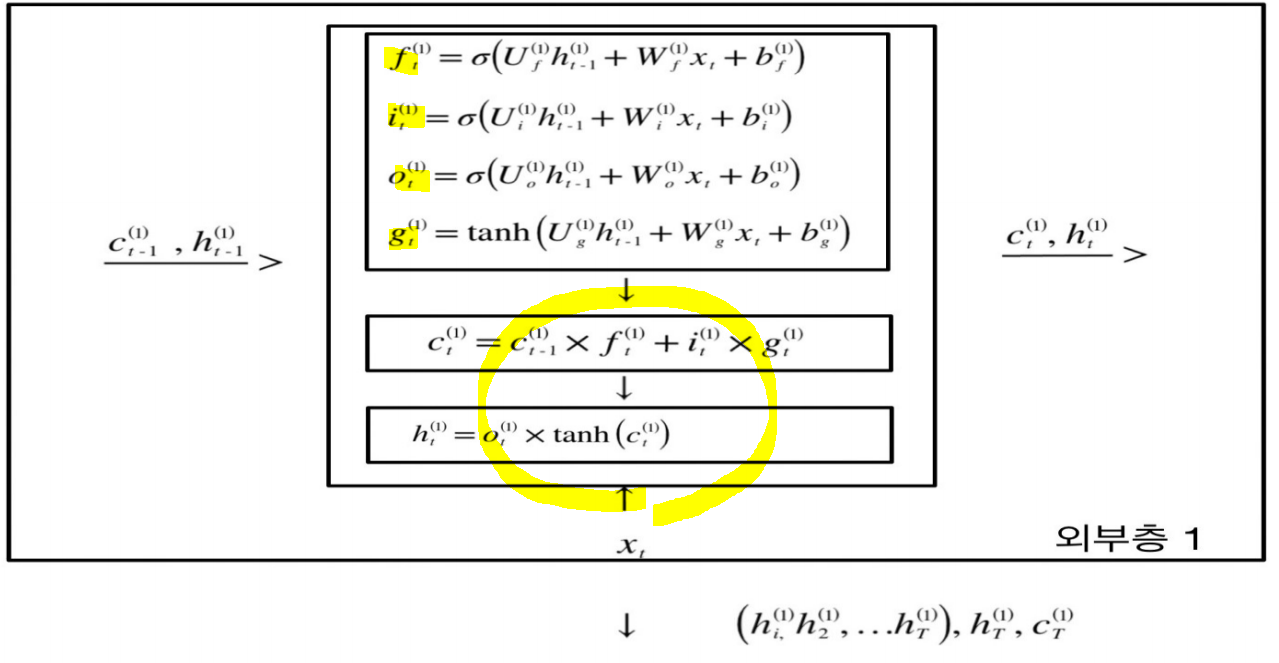 f_t^{(1)} = σ(U_f^{(1)} h_{t-1}^{(1)} + W_f^{(1)} x_t + b_f^{(1)})
i_t^{(1)} = σ(U_i^{(1)} h_{t-1}^{(1)} + W_i^{(1)} x_t + b_i^{(1)})
o_t^{(1)} = σ(U_o^{(1)} h_{t-1}^{(1)} + W_o^{(1)} x_t + b_o^{(1)})
g_t^{(1)} = tanh(U_g^{(1)} h_{t-1}^{(1)} + W_g^{(1)} x_t + b_g^{(1)})
c_{t-1}^{(1)} , h_{t-1}^{(1)} >
c_t^{(1)}, h_t^{(1)} >
↓
c_t^{(1)} = c_{t-1}^{(1)} × f_t^{(1)} + i_t^{(1)} × g_t^{(1)}
↓
h_t^{(1)} = o_t^{(1)} × tanh(c_t^{(1)})
↑
x_t
외부층 1
↓ (h_{i,}^{(1)} h_2^{(1)}, ...h_T^{(1)}), h_T^{(1)}, c_T^{(1)}